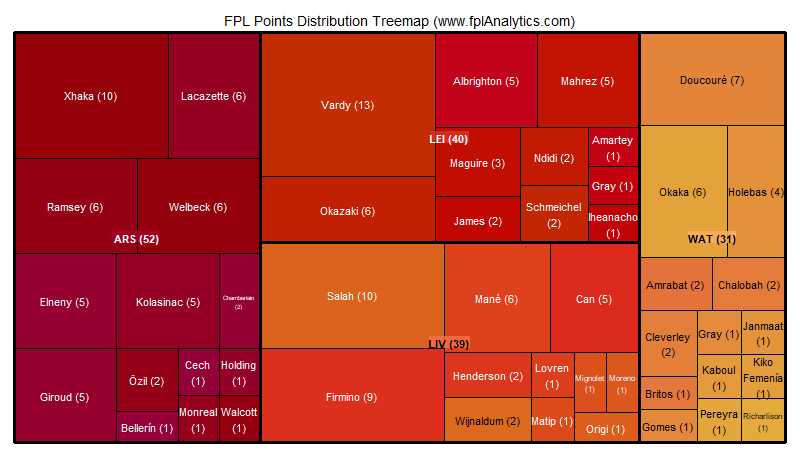 FPL Points Distribution Treemap (www.fplAnalytics.com)
Xhaka (10)
Lacazette (6)
Ramsey (6)
Welbeck (6)
ARS (52)
Elneny (5)
Kolasinac (5)
Chamberlain
(2)
Giroud (5)
Özil (2)
Cech
(1)
Holding
(1)
Bellerín (1)
Monreal
(1)
Walcott
(1)
Vardy (13)
Albrighton (5)
Mahrez (5)
LEI (40)
Maguire (3)
Ndidi (2)
Amartey
(1)
Gray (1)
Okazaki (6)
James (2)
Schmeichel
(2)
Iheanacho
(1)
Salah (10)
Mané (6)
Can (5)
LIV (39)
Firmino (9)
Henderson (2)
Lovren
(1)
Mignolet
(1)
Moreno
(1)
Wijnaldum (2)
Matip (1)
Origi (1)
Doucouré (7)
Okaka (6)
Holebas (4)
WAT (31)
Amrabat (2)
Chalobah (2)
Cleverley
(2)
Gray (1)
Janmaat
(1)
Britos (1)
Kaboul
(1)
Kiko
Femenía
(1)
Gomes (1)
Pereyra
(1)
Richarlison
(1)